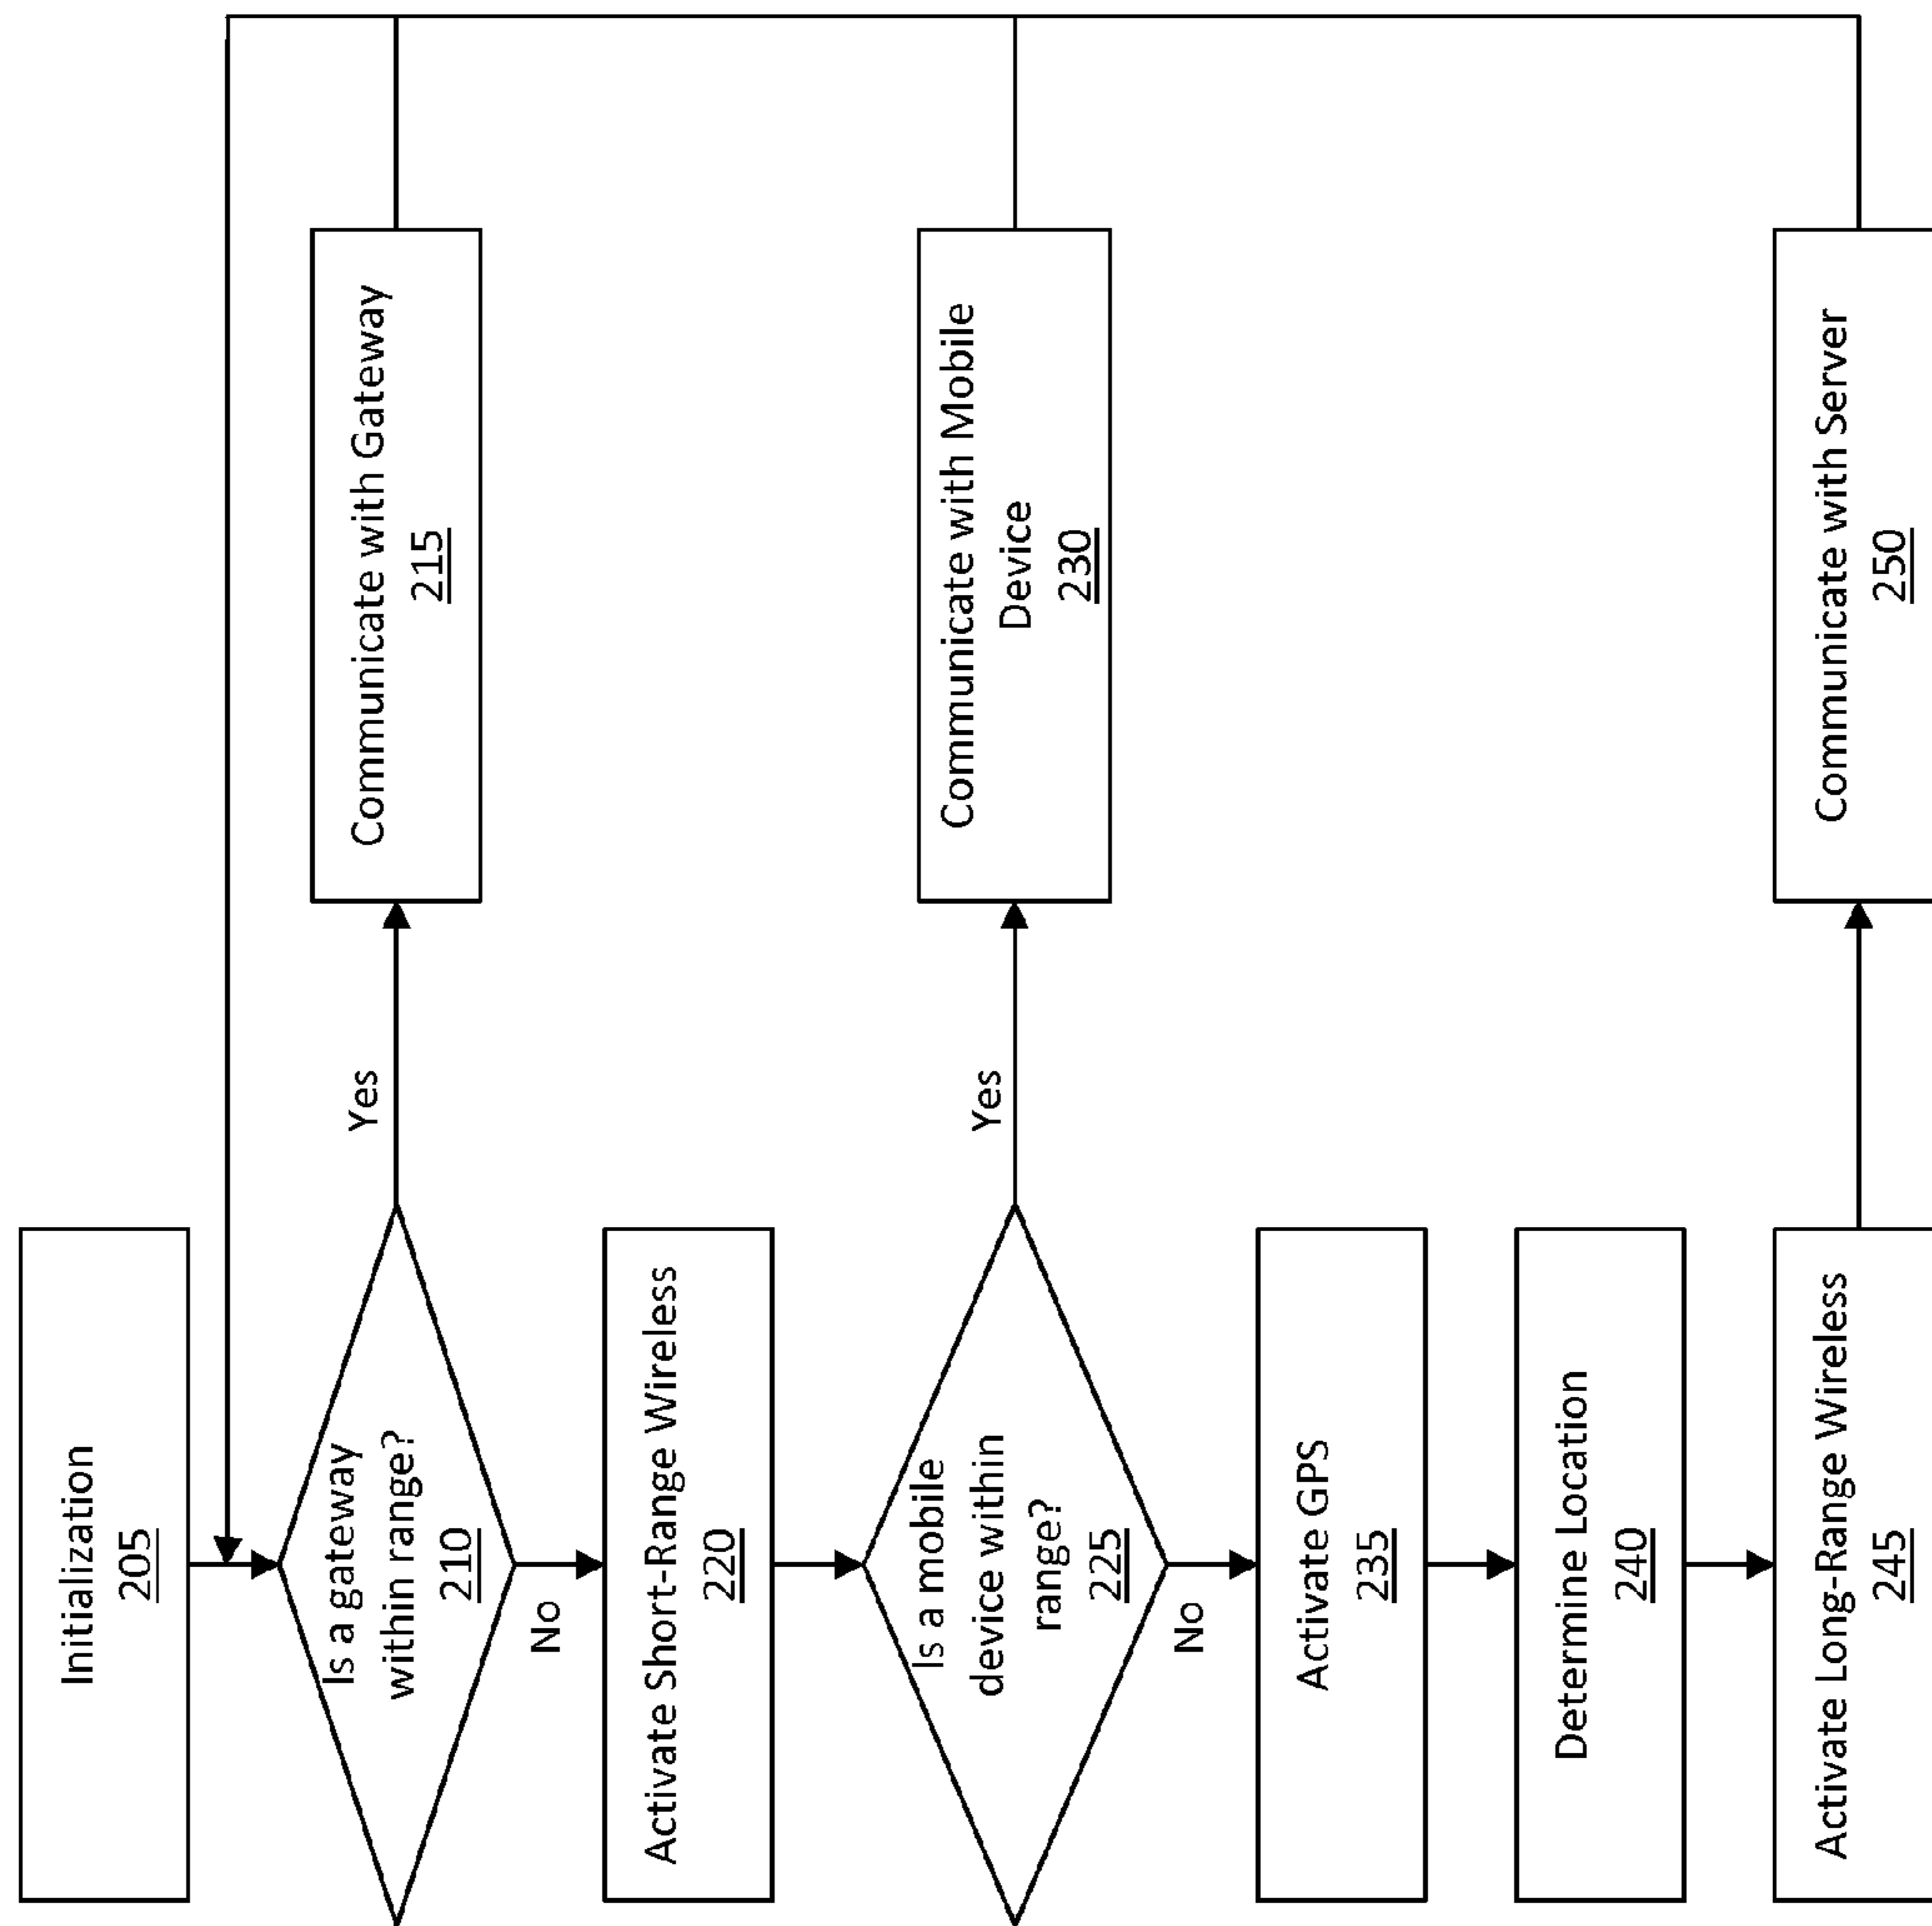 Initialization
205
Is a gateway
within range?
210
Yes
Communicate with Gateway
215
No
Activate Short-Range Wireless
220
Is a mobile
device within
range?
225
Yes
Communicate with Mobile
Device
230
No
Activate GPS
235
Determine Location
240
Activate Long-Range Wireless
245
Communicate with Server
250